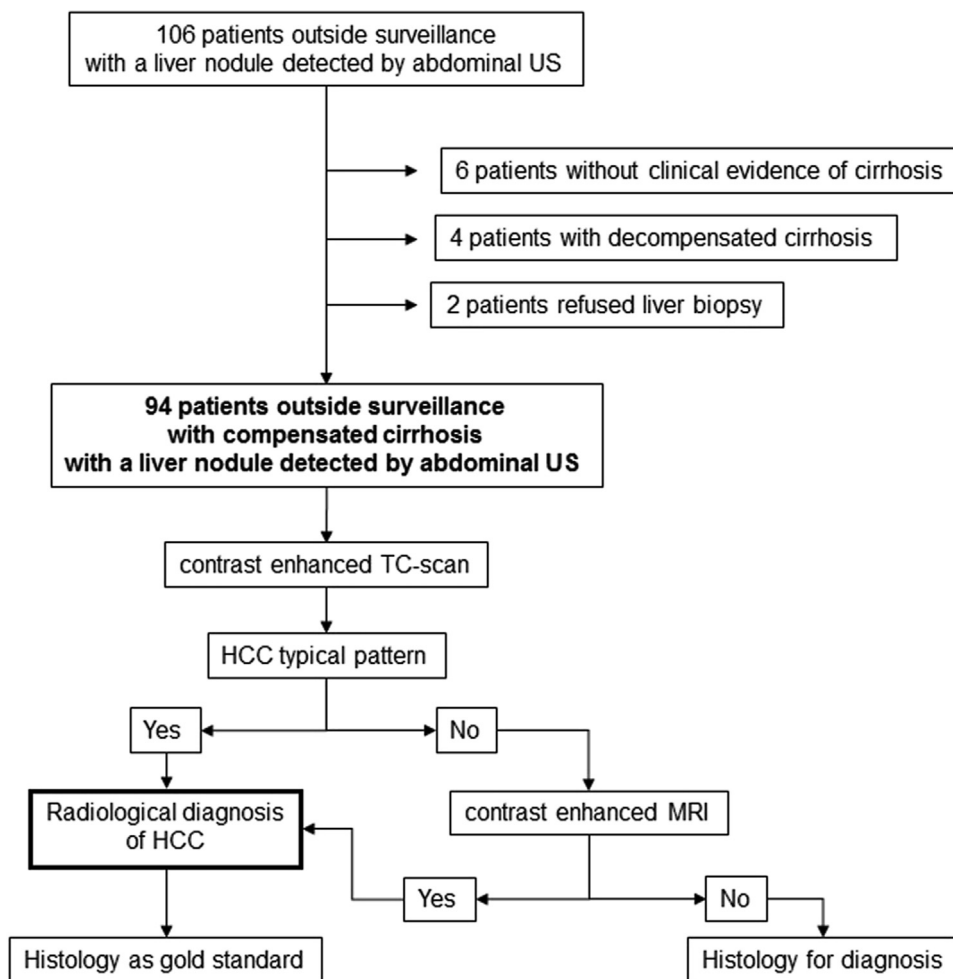 106 patients outside surveillance
with a liver nodule detected by abdominal US
6 patients without clinical evidence of cirrhosis
4 patients with decompensated cirrhosis
2 patients refused liver biopsy
94 patients outside surveillance
with compensated cirrhosis
with a liver nodule detected by abdominal US
contrast enhanced TC-scan
HCC typical pattern
Yes
No
Radiological diagnosis
of HCC
contrast enhanced MRI
Yes
No
Histology as gold standard
Histology for diagnosis